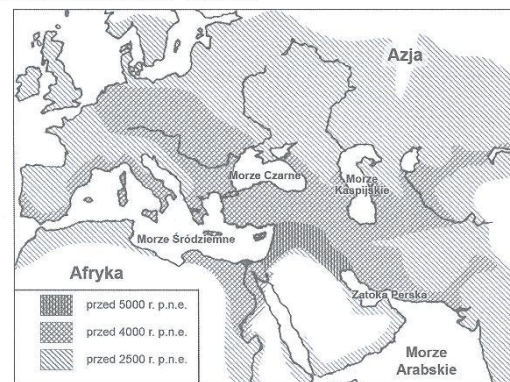 Azja
Morze Czarne
Morze
Kaspijskie
Morze Śródziemne
Afryka
Zatoka Perska
przed 5000 r. p.n.e.
przed 4000 r. p.n.e.
przed 2500 r. p.n.e.
Morze
Arabskie